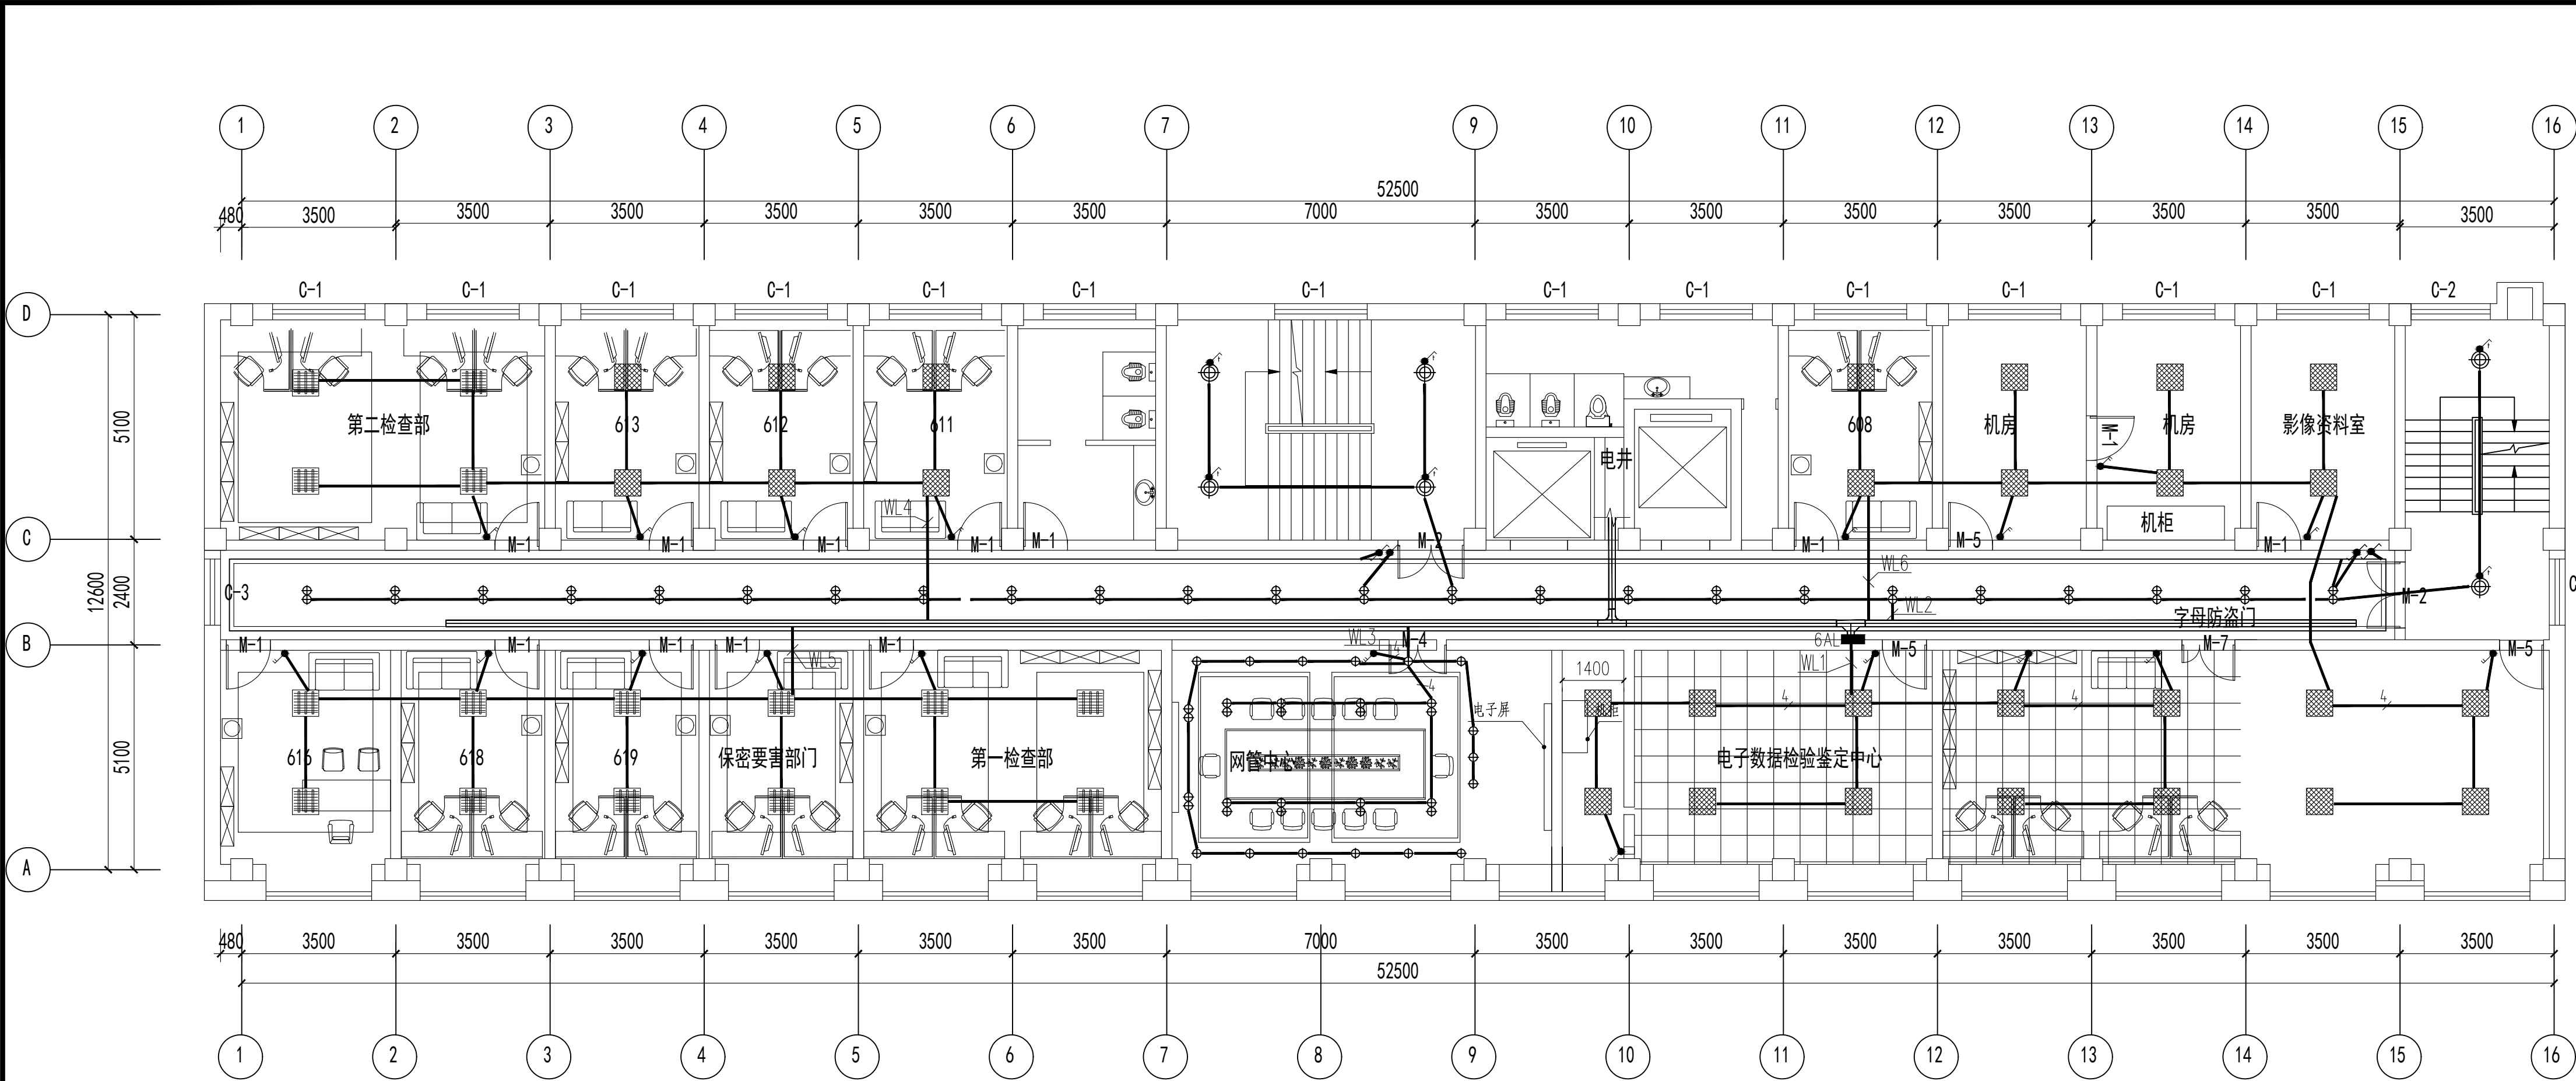 1 2 3 4 5 6 7 9 10 11 12 13 14 15 16
52500
480 3500 3500 3500 3500 3500 3500 7000 3500 3500 3500 3500 3500 3500 3500
C-1 C-1 C-1 C-1 C-1 C-1 C-1 C-1 C-1 C-1 C-1 C-1 C-1 C-2
D
5100
第二检查部 613 612 611 608 机房 M-1 机房 影像资料室
电井
WL4
机柜
C
M-1 M-1 M-1 M-1 M-1 M-2 M-1 M-5 M-1
WL6
12600 2400
C-3 M-2 C
WL2
字母防盗门
B
M-1 M-1 M-1 M-1 M-1 WL3 4 M-4 6AL M-5 M-7 M-5
WL5 WL1
1400
4 4 4 4
电子屏 机柜
5100
616 618 619 保密要害部门 第一检查部 网管中心 电子数据检验鉴定中心
A
480 3500 3500 3500 3500 3500 3500 7000 3500 3500 3500 3500 3500 3500 3500
52500
1 2 3 4 5 6 7 8 9 10 11 12 13 14 15 16